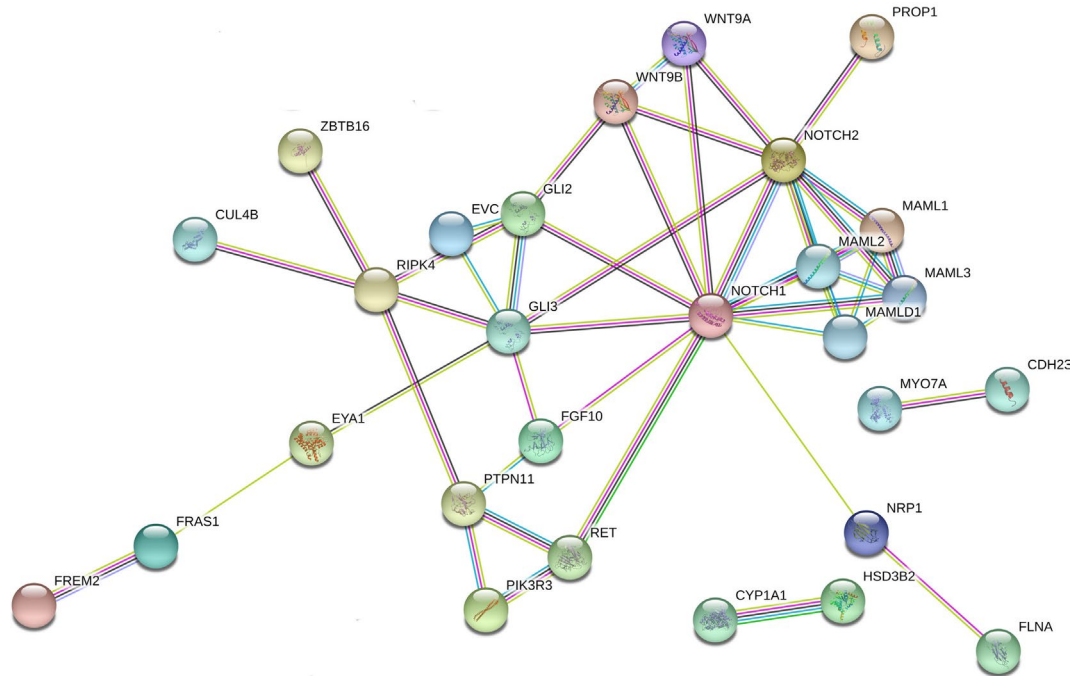 PROP1
WNT9A
WNT9B
ZBTB16
NOTCH2
GLI2
MAML1
EVC
CUL4B
MAML2
RIPK4
MAML3
NOTCH1
GLI3
MAMLD1
CDH23
MYO7A
EYA1
FGF10
PTPN11
NRP1
FRAS1
RET
HSD3B2
FREM2
PIK3R3
CYP1A1
FLNA